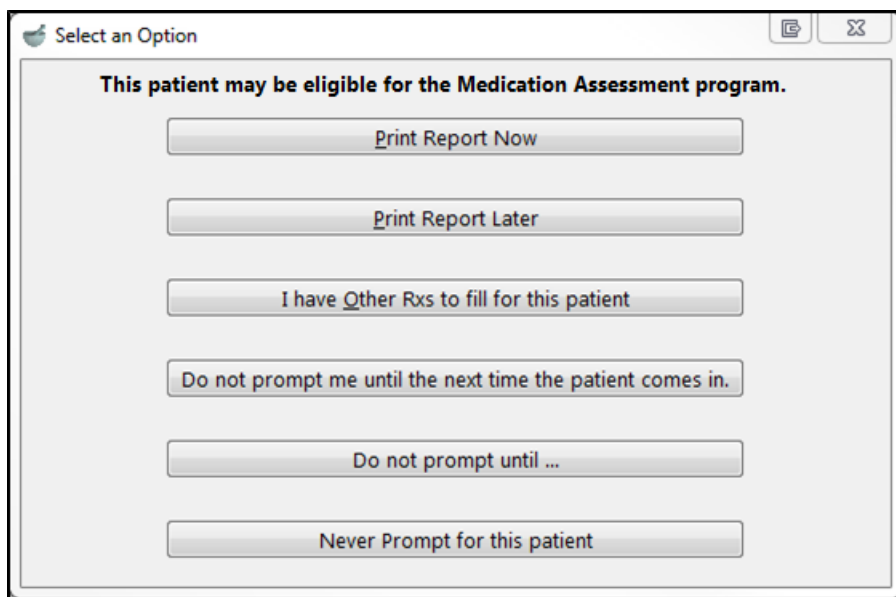 Select an Option
This patient may be eligible for the Medication Assessment program.
Print Report Now
Print Report Later
I have Other Rxs to fill for this patient
Do not prompt me until the next time the patient comes in.
Do not prompt until ...
Never Prompt for this patient